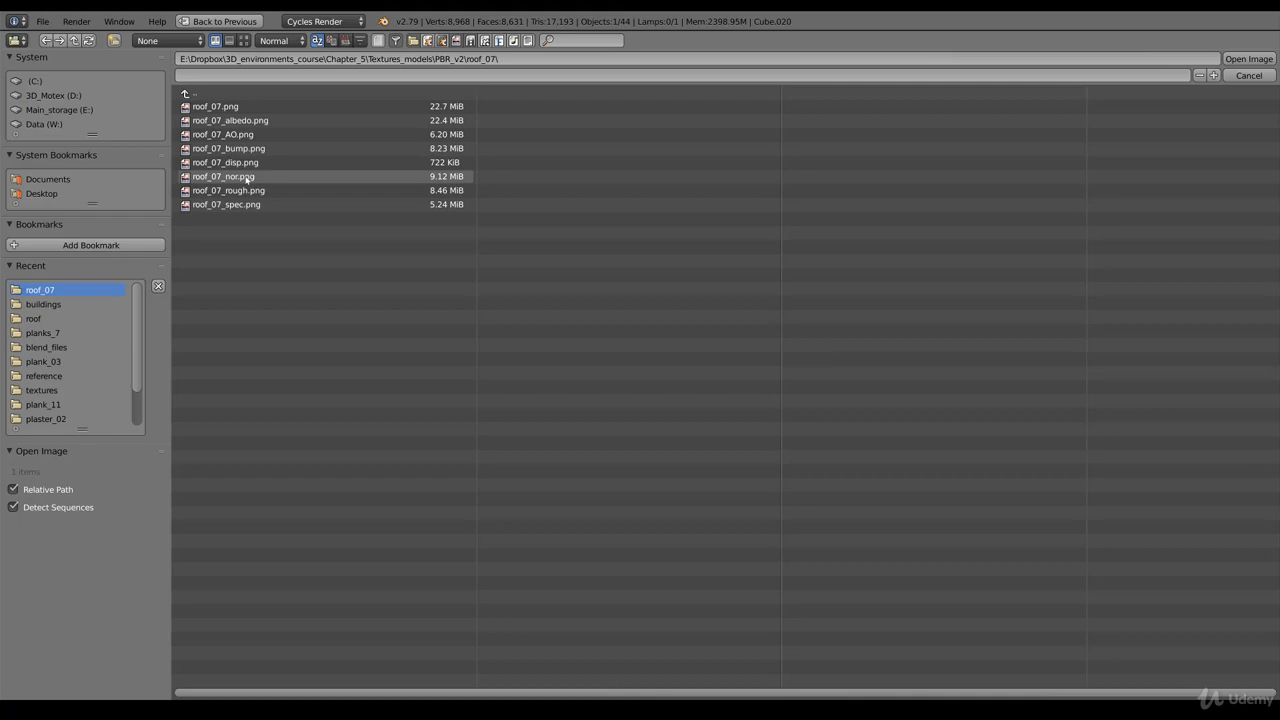 File Render Window Help Back to Previous Cycles Render v2.79 | Verts:8,968 | Faces:8,631 | Tris:17,193 | Objects:1/44 | Lamps:0/1 | Mem:2398.95M | Cube.020
None Normal
System
E:\Dropbox\3D_environments_course\Chapter_5\Textures_models\PBR_v2\roof_07\ Open Image
Cancel
(C:)
3D_Motex (D:)
Main_storage (E:)
Data (W:)
System Bookmarks
Documents
Desktop
Bookmarks
Add Bookmark
Recent
roof_07
buildings
roof
planks_7
blend_files
plank_03
reference
textures
plank_11
plaster_02
Open Image
1 items
Relative Path
Detect Sequences
..
roof_07.png 22.7 MiB
roof_07_albedo.png 22.4 MiB
roof_07_AO.png 6.20 MiB
roof_07_bump.png 8.23 MiB
roof_07_disp.png 722 KiB
roof_07_nor.png 9.12 MiB
roof_07_rough.png 8.46 MiB
roof_07_spec.png 5.24 MiB
Udemy